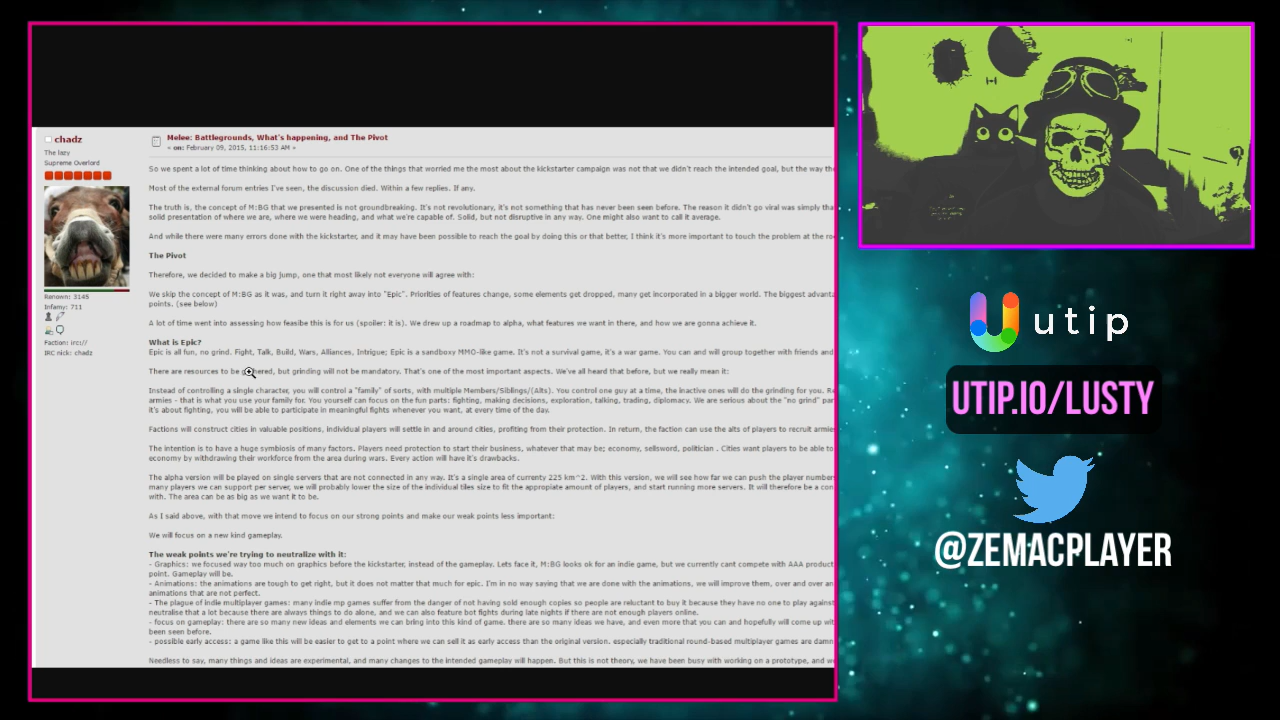 chadz
The lazy
Supreme Overlord
Renown: 3145
Infamy: 711
Faction: irc://
IRC nick: chadz
Melee: Battlegrounds, What's happening, and The Pivot
« on: February 09, 2015, 11:16:53 AM »
So we spent a lot of time thinking about how to go on. One of the things that worried me the most about the kickstarter campaign was not that we didn't reach the intended goal, but the way the
Most of the external forum entries I've seen, the discussion died. Within a few replies. If any.
The truth is, the concept of M:BG that we presented is not groundbreaking. It's not revolutionary, it's not something that has never been seen before. The reason it didn't go viral was simply tha
solid presentation of where we are, where we were heading, and what we're capable of. Solid, but not disruptive in any way. One might also want to call it average.
And while there were many errors done with the kickstarter, and it may have been possible to reach the goal by doing this or that better, I think it's more important to touch the problem at the ro
The Pivot
Therefore, we decided to make a big jump, one that most likely not everyone will agree with:
We skip the concept of M:BG as it was, and turn it right away into "Epic". Priorities of features change, some elements get dropped, many get incorporated in a bigger world. The biggest advanta
points. (see below)
A lot of time went into assessing how feasibe this is for us (spoiler: it is). We drew up a roadmap to alpha, what features we want in there, and how we are gonna achieve it.
What is Epic?
Epic is all fun, no grind. Fight, Talk, Build, Wars, Alliances, Intrigue; Epic is a sandboxy MMO-like game. It's not a survival game, it's a war game. You can and will group together with friends and
There are resources to be gathered, but grinding will not be mandatory. That's one of the most important aspects. We've all heard that before, but we really mean it:
Instead of controlling a single character, you will control a "family" of sorts, with multiple Members/Siblings/(Alts). You control one guy at a time, the inactive ones will do the grinding for you. R
armies - that is what you use your family for. You yourself can focus on the fun parts: fighting, making decisions, exploration, talking, trading, diplomacy. We are serious about the "no grind" par
it's about fighting, you will be able to participate in meaningful fights whenever you want, at every time of the day.
Factions will construct cities in valuable positions, individual players will settle in and around cities, profiting from their protection. In return, the faction can use the alts of players to recruit armie
The intention is to have a huge symbiosis of many factors. Players need protection to start their business, whatever that may be; economy, sellsword, politician . Cities want players to be able to
economy by withdrawing their workforce from the area during wars. Every action will have it's drawbacks.
The alpha version will be played on single servers that are not connected in any way. It's a single area of currenty 225 km^2. With this version, we will see how far we can push the player number
many players we can support per server, we will probably lower the size of the individual tiles size to fit the appropiate amount of players, and start running more servers. It will therefore be a con
with. The area can be as big as we want it to be.
As I said above, with that move we intend to focus on our strong points and make our weak points less important:
We will focus on a new kind gameplay.
The weak points we're trying to neutralize with it:
- Graphics: we focused way too much on graphics before the kickstarter, instead of the gameplay. Lets face it, M:BG looks ok for an indie game, but we currently cant compete with AAA product
point. Gameplay will be.
- Animations: the animations are tough to get right, but it does not matter that much for epic. I'm in no way saying that we are done with the animations, we will improve them, over and over an
animations that are not perfect.
- The plague of indie multiplayer games: many indie mp games suffer from the danger of not having sold enough copies so people are reluctant to buy it because they have no one to play against
neutralise that a lot because there are always things to do alone, and we can also feature bot fights during late nights if there are not enough players online.
- focus on gameplay: there are so many new ideas and elements we can bring into this kind of game. there are so many ideas we have, and even more that you can and hopefully will come up wit
been seen before.
- possible early access: a game like this will be easier to get to a point where we can sell it as early access than the original version. especially traditional round-based multiplayer games are damn
Needless to say, many things and ideas are experimental, and many changes to the intended gameplay will happen. But this is not theory, we have been busy with working on a prototype, and we
utip
UTIP.IO/LUSTY
@ZEMACPLAYER